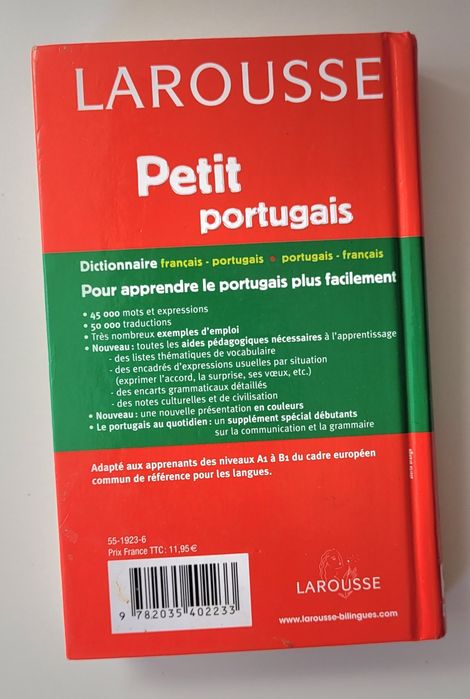 LAROUSSE
Petit
portugais
Dictionnaire français - portugais • portugais - français
Pour apprendre le portugais plus facilement
• 45 000 mots et expressions
• 50 000 traductions
• Très nombreux exemples d'emploi
• Nouveau : toutes les aides pédagogiques nécessaires à l'apprentissage
- des listes thématiques de vocabulaire
- des encadrés d'expressions usuelles par situation
(exprimer l'accord, la surprise, ses vœux, etc.)
- des encarts grammaticaux détaillés
- des notes culturelles et de civilisation
• Nouveau : une nouvelle présentation en couleurs
• Le portugais au quotidien : un supplément spécial débutants
sur la communication et la grammaire
Adapté aux apprenants des niveaux A1 à B1 du cadre européen
commun de référence pour les langues.
55-1923-6
Prix France TTC : 11,95 €
9 782035 402233
LAROUSSE
www.larousse-bilingues.com